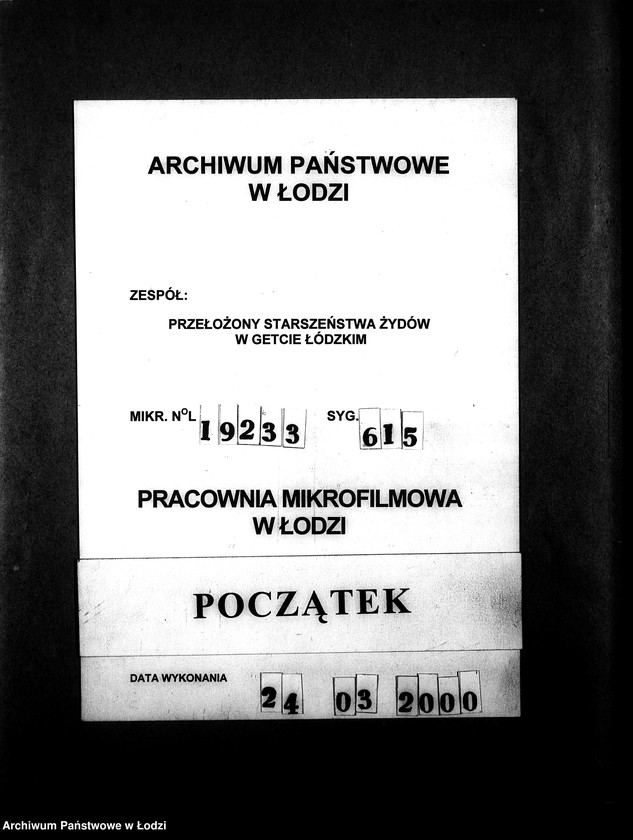 ARCHIWUM PAŃSTWOWE
W ŁODZI
ZESPÓŁ:
PRZEŁOŻONY STARSZEŃSTWA ŻYDÓW
W GETCIE ŁÓDZKIM
MIKR. NOL 19233 SYG. 615
PRACOWNIA MIKROFILMOWA
W ŁODZI
POCZĄTEK
DATA WYKONANIA 24 03 2000
Archiwum Państwowe w Łodzi